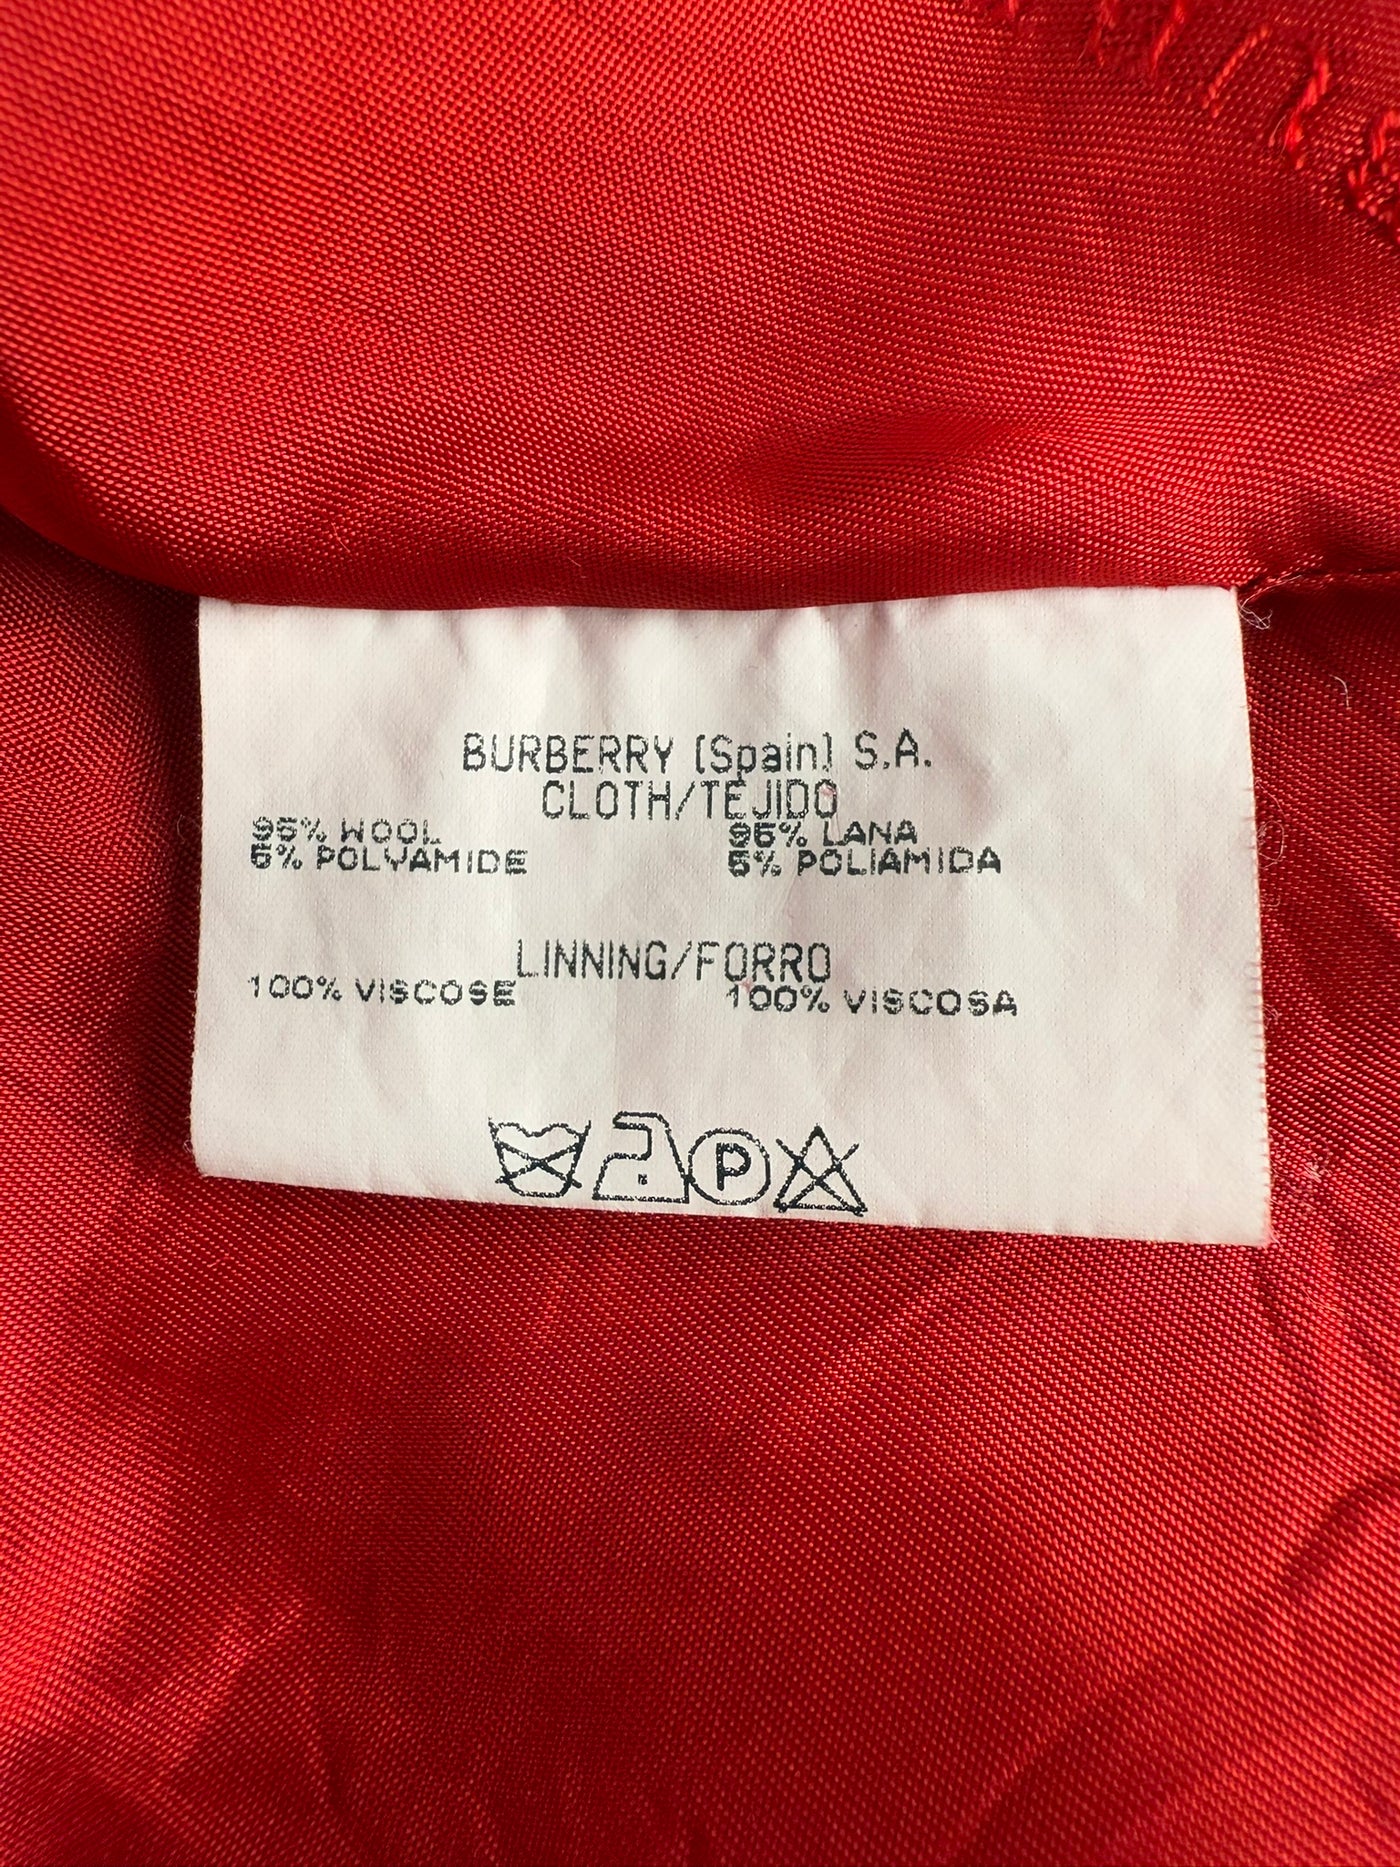 BURBERRY (Spain) S.A.
CLOTH/TEJIDO
95% WOOL 95% LANA
5% POLYAMIDE 5% POLIAMIDA
LINNING/FORRO
100% VISCOSE 100% VISCOSA
P